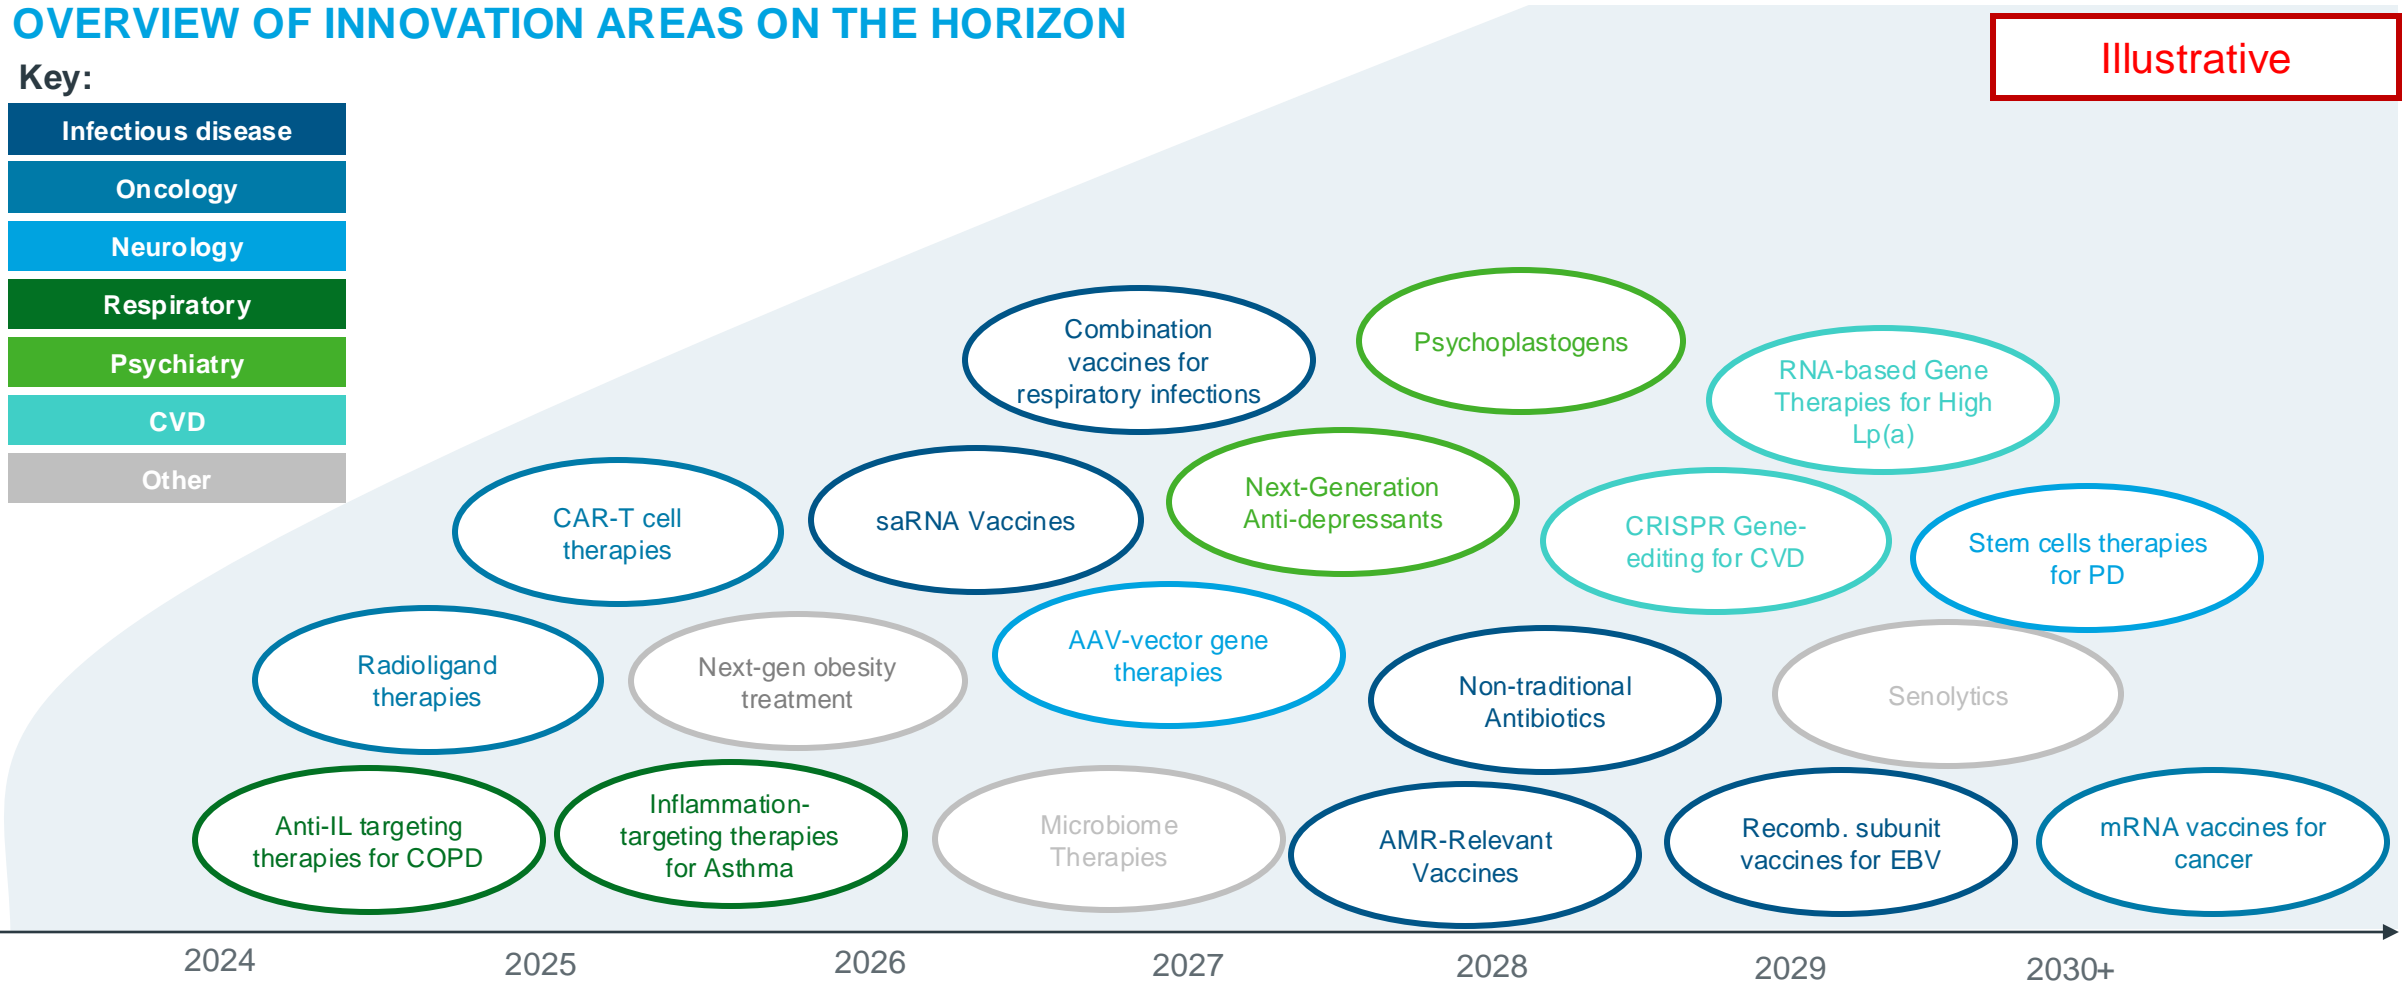 OVERVIEW OF INNOVATION AREAS ON THE HORIZON
Illustrative
Key:
Infectious disease
Oncology
Neurology
Respiratory
Psychiatry
CVD
Other
Combination
vaccines for
respiratory infections
Psychoplastogens
RNA-based Gene
Therapies for High
Lp(a)
CAR-T cell
therapies
saRNA Vaccines
Next-Generation
Anti-depressants
CRISPR Gene-
editing for CVD
Stem cells therapies
for PD
Radioligand
therapies
Next-gen obesity
treatment
AAV-vector gene
therapies
Non-traditional
Antibiotics
Senolytics
Anti-IL targeting
therapies for COPD
Inflammation-
targeting therapies
for Asthma
Microbiome
Therapies
AMR-Relevant
Vaccines
Recomb. subunit
vaccines for EBV
mRNA vaccines for
cancer
2024
2025
2026
2027
2028
2029
2030+